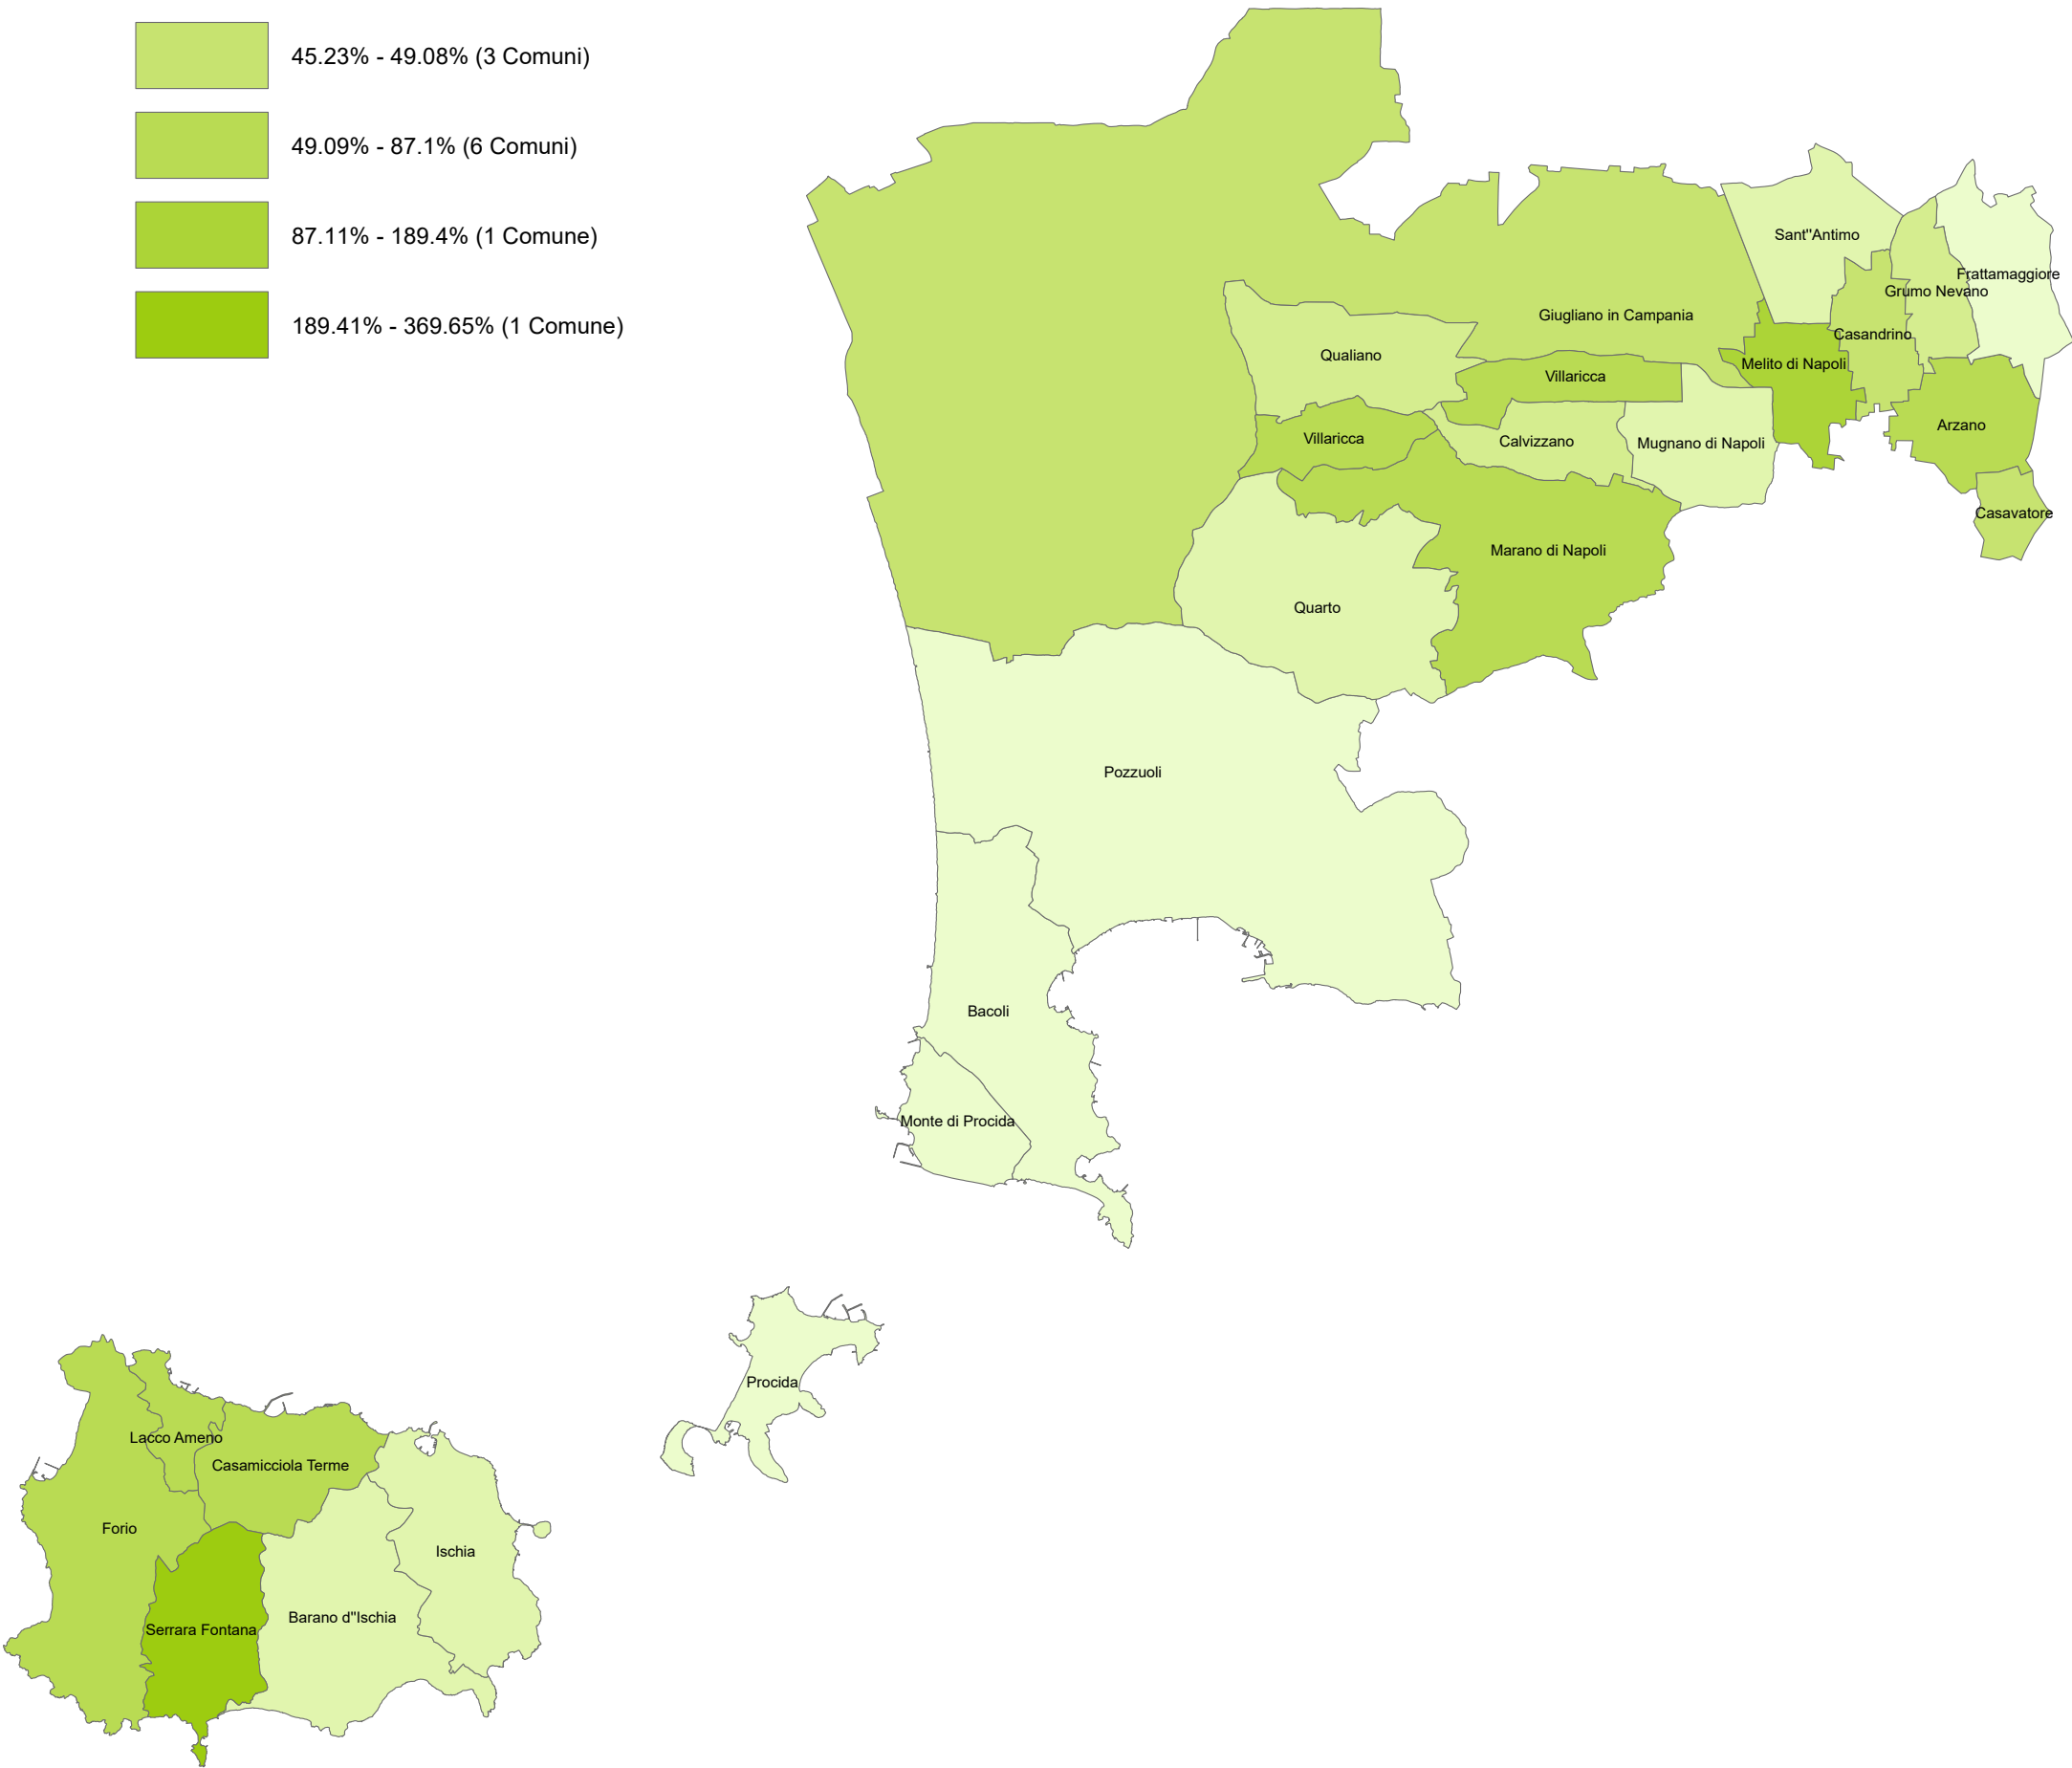 45.23% - 49.08% (3 Comuni)
49.09% - 87.1% (6 Comuni)
87.11% - 189.4% (1 Comune)
189.41% - 369.65% (1 Comune)
Sant"Antimo
Frattamaggiore
Grumo Nevano
Giugliano in Campania
Casandrino
Qualiano
Melito di Napoli
Villaricca
Arzano
Villaricca
Calvizzano
Mugnano di Napoli
Casavatore
Marano di Napoli
Quarto
Pozzuoli
Bacoli
Monte di Procida
Procida
Lacco Ameno
Casamicciola Terme
Forio
Ischia
Barano d"Ischia
Serrara Fontana